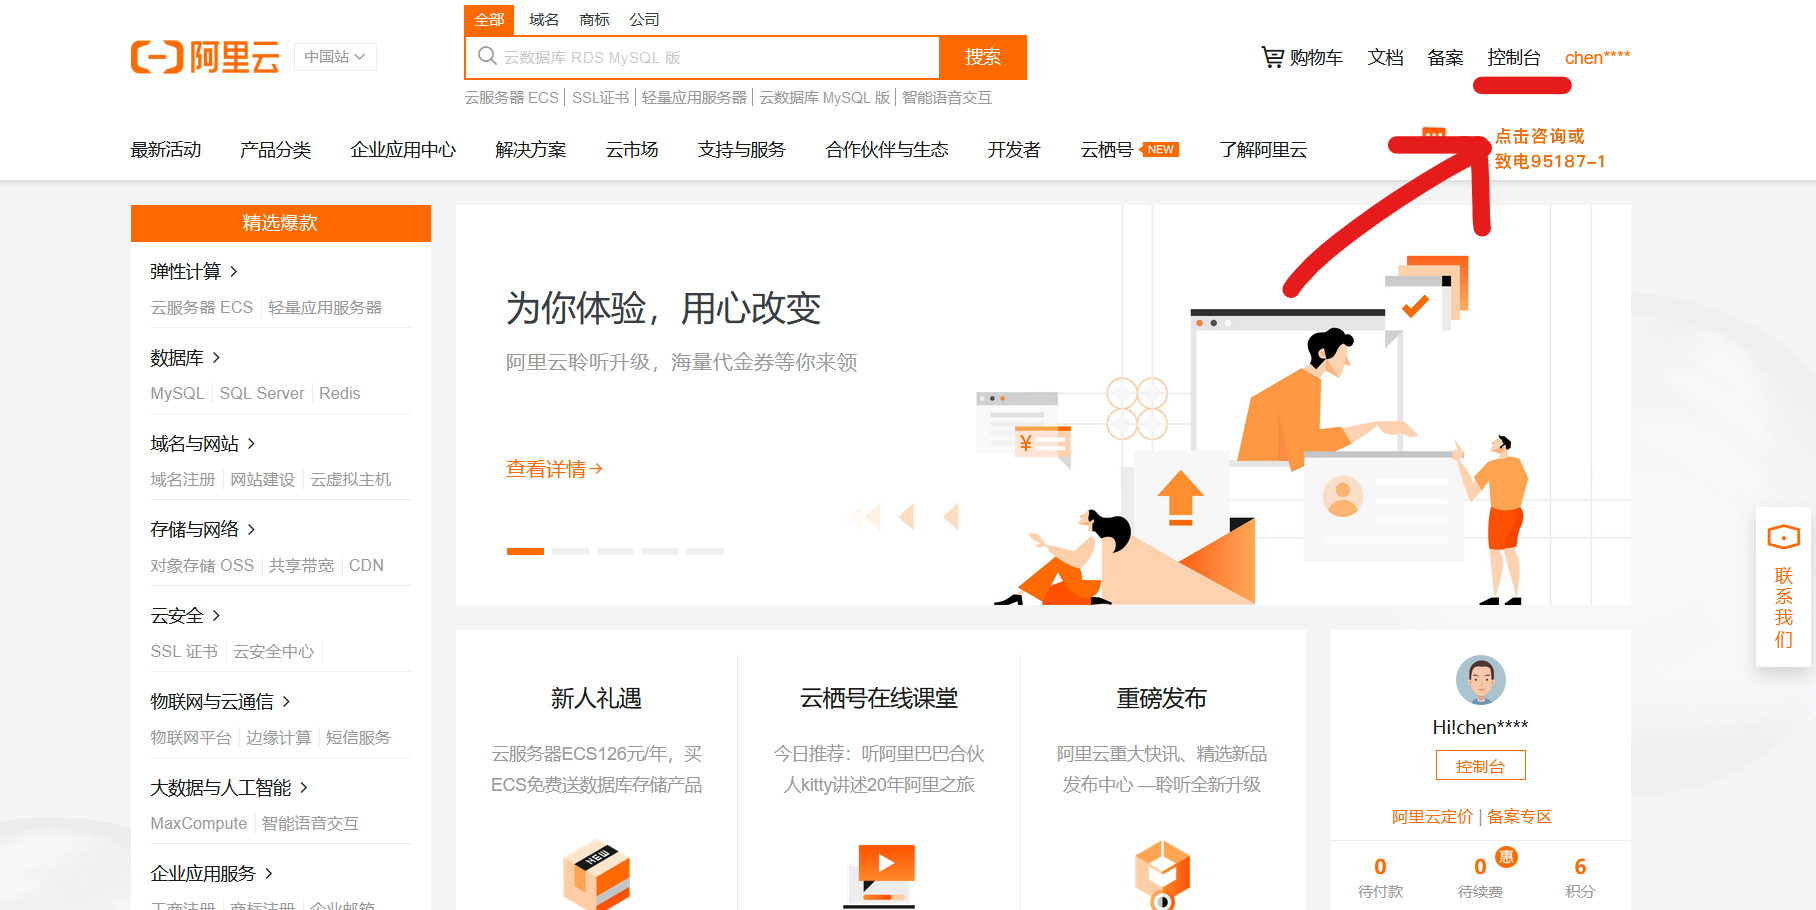 全部 域名 商标 公司
阿里云 中国站
云数据库 RDS MySQL 版 搜索
购物车 文档 备案 控制台 chen****
云服务器 ECS SSL证书 轻量应用服务器 云数据库 MySQL 版 智能语音交互
最新活动 产品分类 企业应用中心 解决方案 云市场 支持与服务 合作伙伴与生态 开发者 云栖号 NEW 了解阿里云
点击咨询或
致电95187-1
精选爆款
弹性计算
云服务器 ECS 轻量应用服务器
数据库
MySQL SQL Server Redis
域名与网站
域名注册 网站建设 云虚拟主机
存储与网络
对象存储 OSS 共享带宽 CDN
云安全
SSL 证书 云安全中心
物联网与云通信
物联网平台 边缘计算 短信服务
大数据与人工智能
MaxCompute 智能语音交互
企业应用服务
工商注册 商标注册 企业邮箱
为你体验，用心改变
阿里云聆听升级，海量代金券等你来领
查看详情
¥
联系我们
新人礼遇
云服务器ECS126元/年，买
ECS免费送数据库存储产品
NEW
云栖号在线课堂
今日推荐：听阿里巴巴合伙
人kitty讲述20年阿里之旅
重磅发布
阿里云重大快讯、精选新品
发布中心 —聆听全新升级
Hi!chen****
控制台
阿里云定价 | 备案专区
0 0 惠 6
待付款 待续费 积分